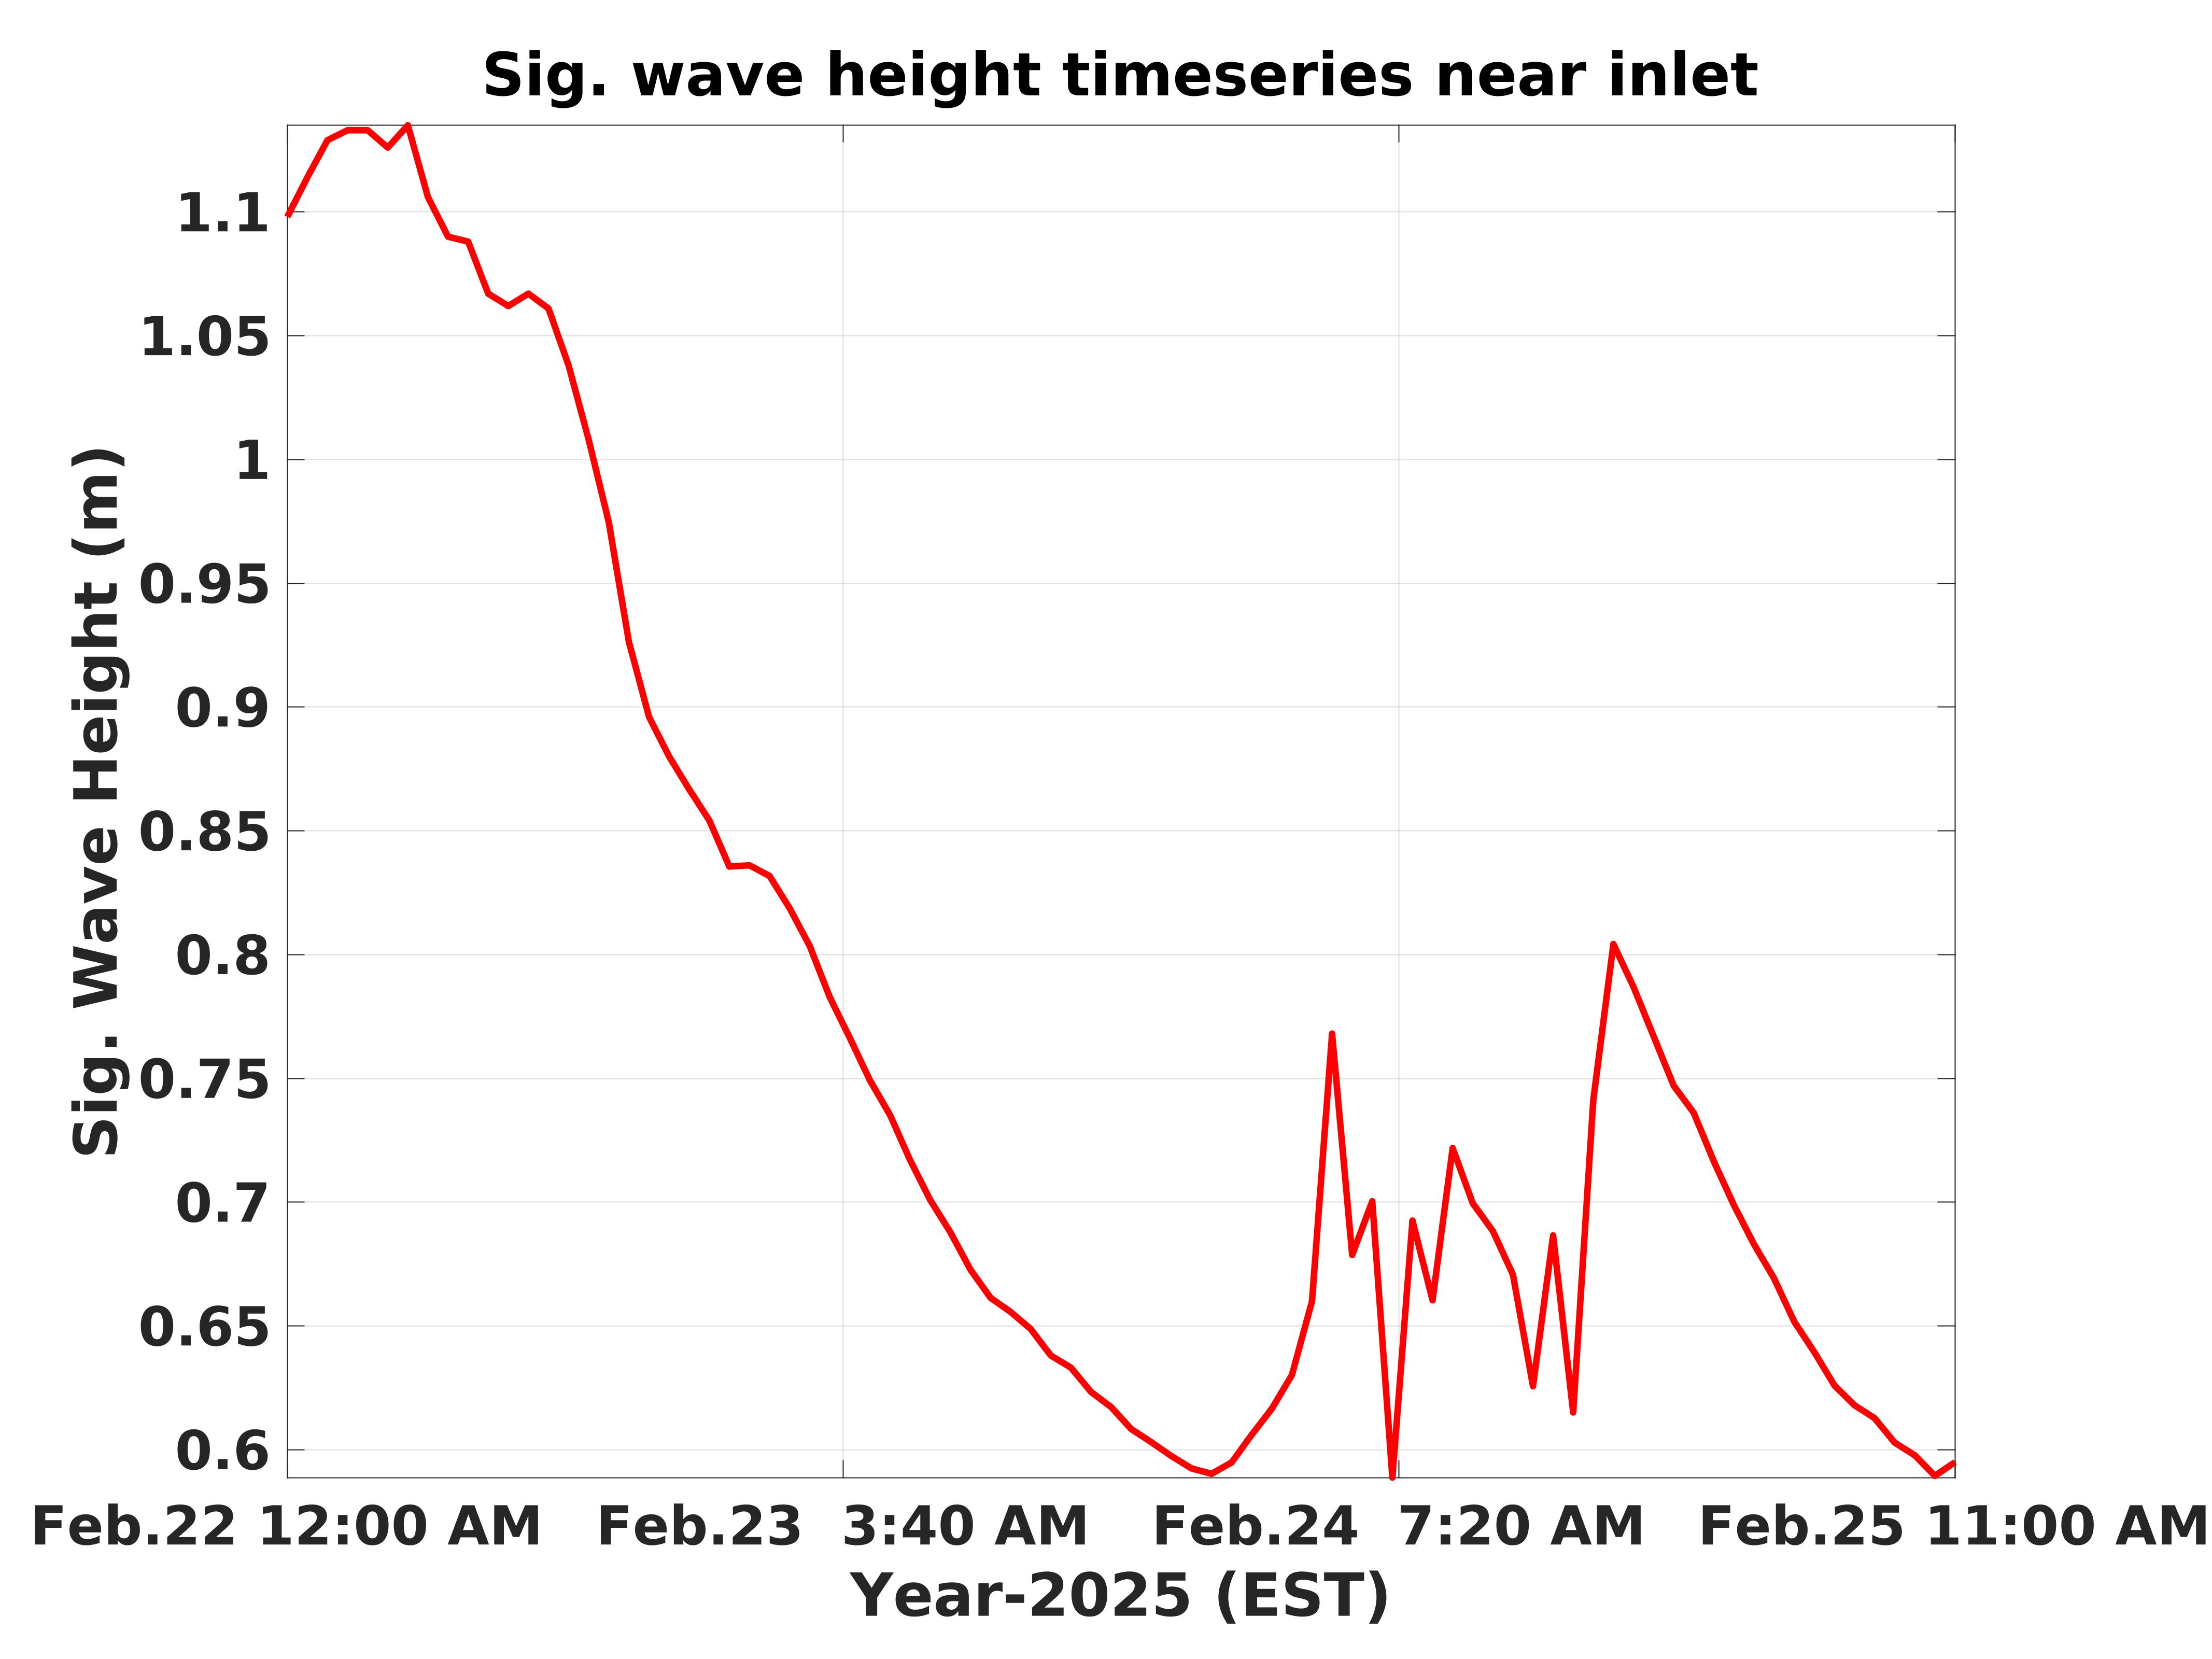 Sig. wave height timeseries near inlet
Sig. Wave Height (m)
1.1
1.05
1
0.95
0.9
0.85
0.8
0.75
0.7
0.65
0.6
Feb.22 12:00 AM Feb.23 3:40 AM Feb.24 7:20 AM Feb.25 11:00 AM
Year-2025 (EST)